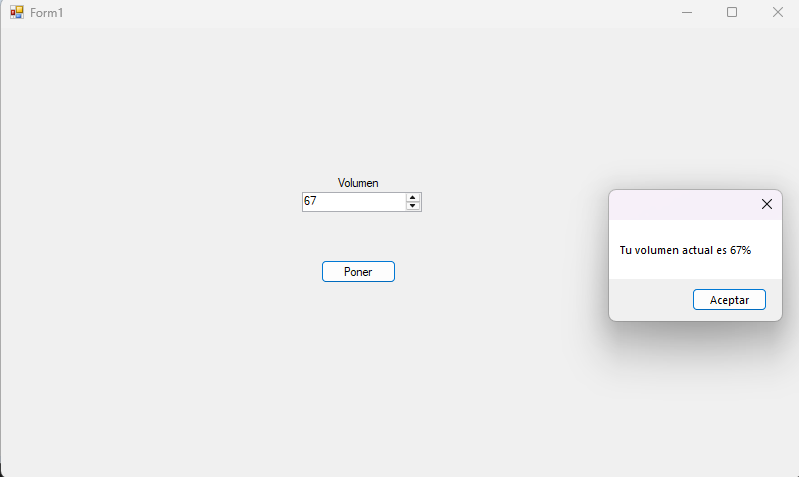 Form1
Volumen
67
Poner
Tu volumen actual es 67%
Aceptar